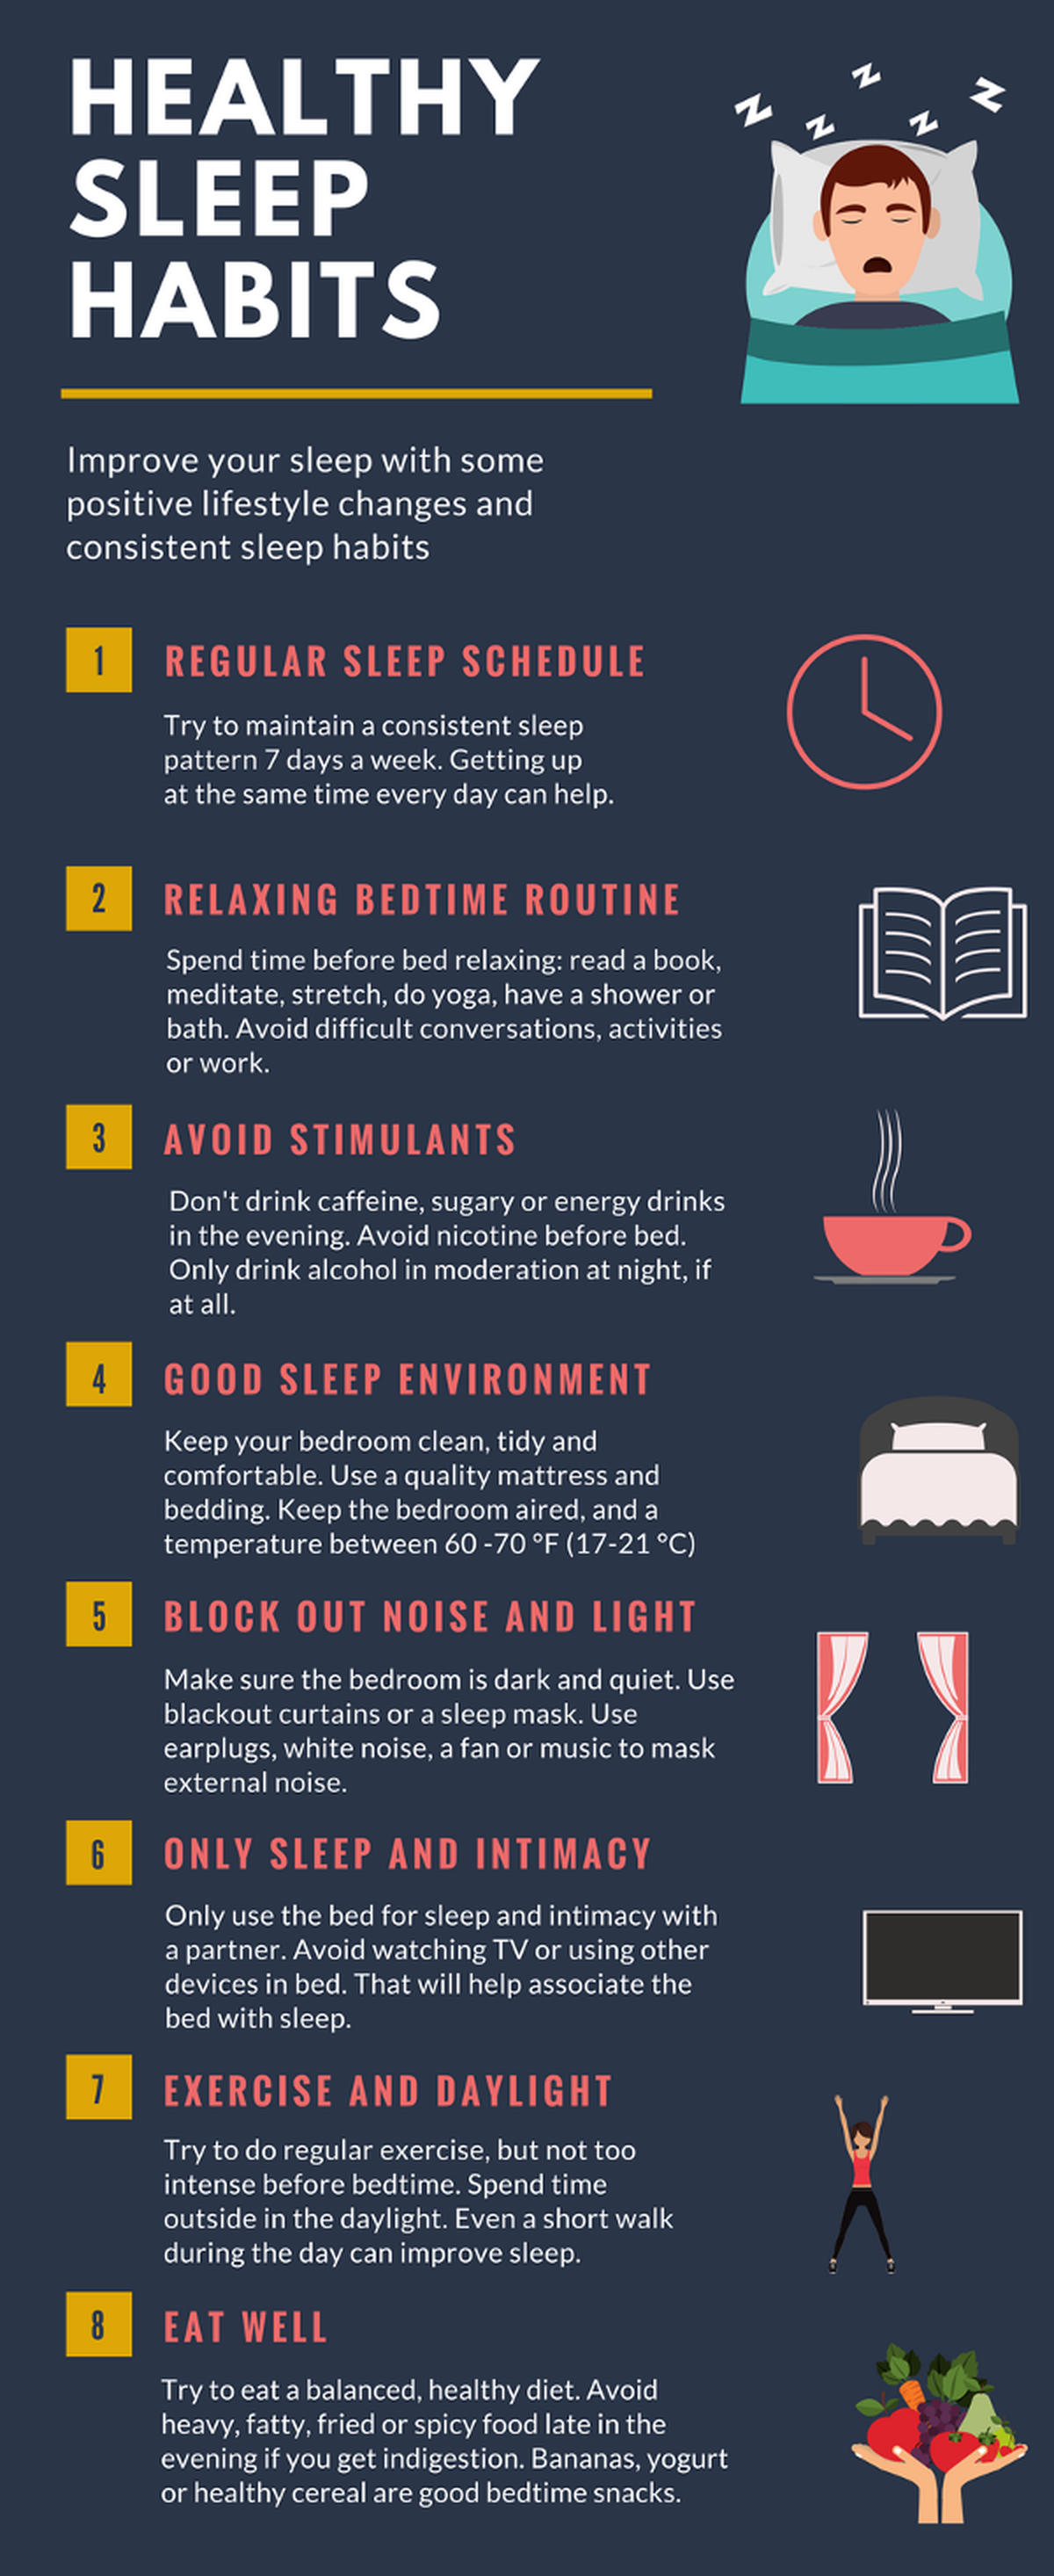 HEALTHY
SLEEP
HABITS
Z Z Z Z Z
Improve your sleep with some
positive lifestyle changes and
consistent sleep habits
1 REGULAR SLEEP SCHEDULE
Try to maintain a consistent sleep
pattern 7 days a week. Getting up
at the same time every day can help.
2 RELAXING BEDTIME ROUTINE
Spend time before bed relaxing: read a book,
meditate, stretch, do yoga, have a shower or
bath. Avoid difficult conversations, activities
or work.
3 AVOID STIMULANTS
Don't drink caffeine, sugary or energy drinks
in the evening. Avoid nicotine before bed.
Only drink alcohol in moderation at night, if
at all.
4 GOOD SLEEP ENVIRONMENT
Keep your bedroom clean, tidy and
comfortable. Use a quality mattress and
bedding. Keep the bedroom aired, and a
temperature between 60 -70 °F (17-21 °C)
5 BLOCK OUT NOISE AND LIGHT
Make sure the bedroom is dark and quiet. Use
blackout curtains or a sleep mask. Use
earplugs, white noise, a fan or music to mask
external noise.
6 ONLY SLEEP AND INTIMACY
Only use the bed for sleep and intimacy with
a partner. Avoid watching TV or using other
devices in bed. That will help associate the
bed with sleep.
7 EXERCISE AND DAYLIGHT
Try to do regular exercise, but not too
intense before bedtime. Spend time
outside in the daylight. Even a short walk
during the day can improve sleep.
8 EAT WELL
Try to eat a balanced, healthy diet. Avoid
heavy, fatty, fried or spicy food late in the
evening if you get indigestion. Bananas, yogurt
or healthy cereal are good bedtime snacks.